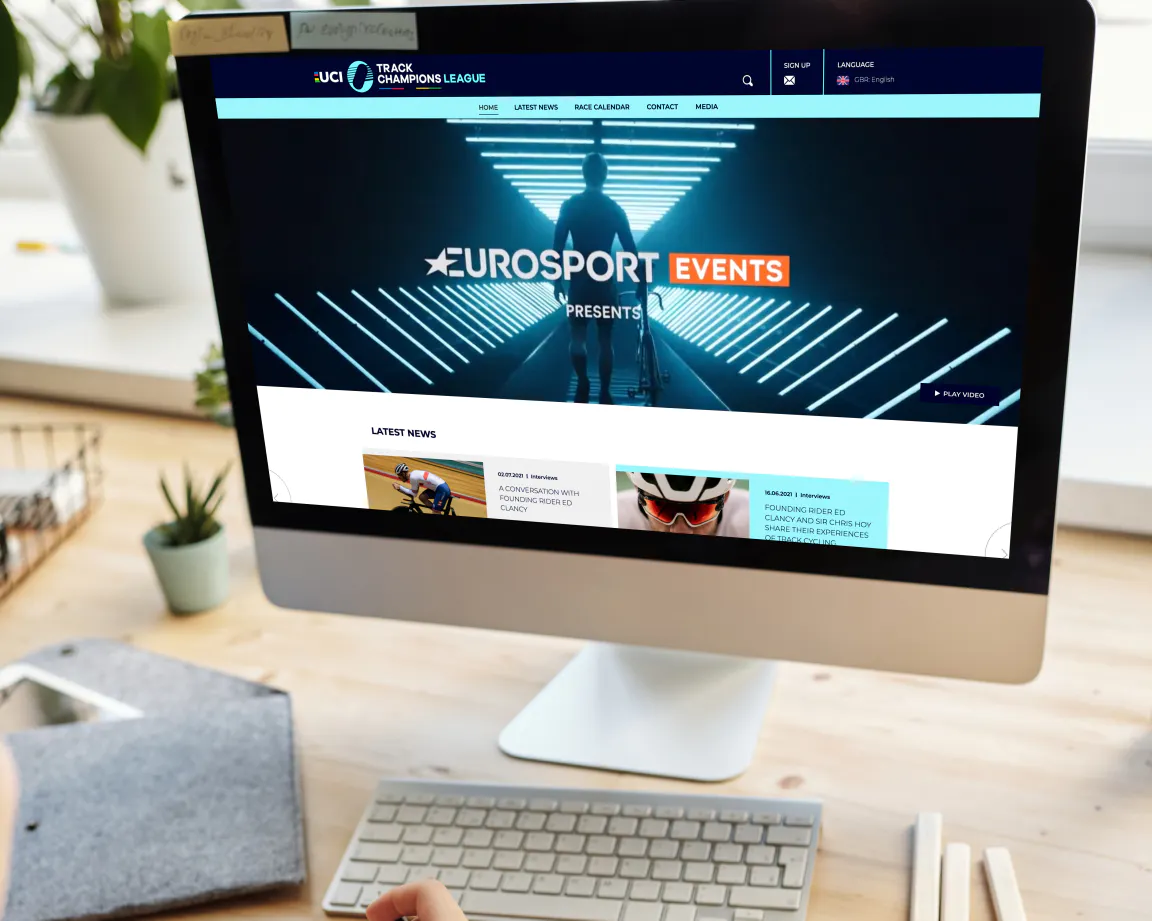 UCI TRACK
CHAMPIONS LEAGUE
SIGN UP
LANGUAGE
GBR: English
HOME LATEST NEWS RACE CALENDAR CONTACT MEDIA
EUROSPORT EVENTS
PRESENTS
PLAY VIDEO
LATEST NEWS
02.07.2021 | Interviews
A CONVERSATION WITH
FOUNDING RIDER ED
CLANCY
16.06.2021 | Interviews
FOUNDING RIDER ED
CLANCY AND SIR CHRIS HOY
SHARE THEIR EXPERIENCES
OF TRACK CYCLING